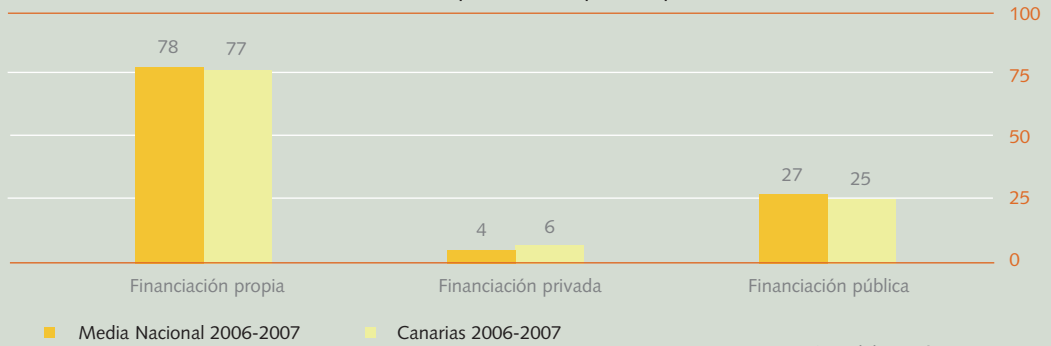 100
78
77
75
50
27
25
25
4
6
0
Financiación propia
Financiación privada
Financiación pública
Media Nacional 2006-2007
Canarias 2006-2007